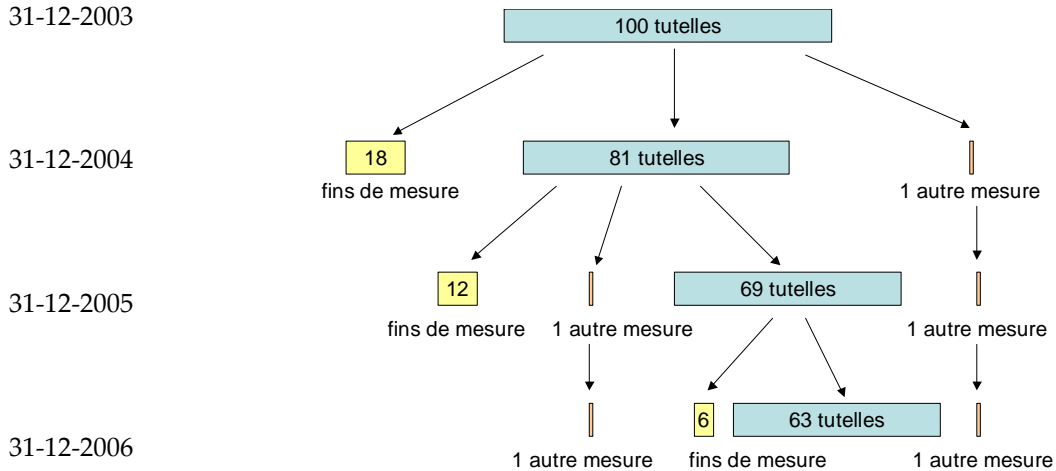 31-12-2003
100 tutelles
31-12-2004
18
81 tutelles
fins de mesure
1 autre mesure
31-12-2005
12
69 tutelles
fins de mesure
1 autre mesure
1 autre mesure
31-12-2006
6
63 tutelles
1 autre mesure
fins de mesure
1 autre mesure